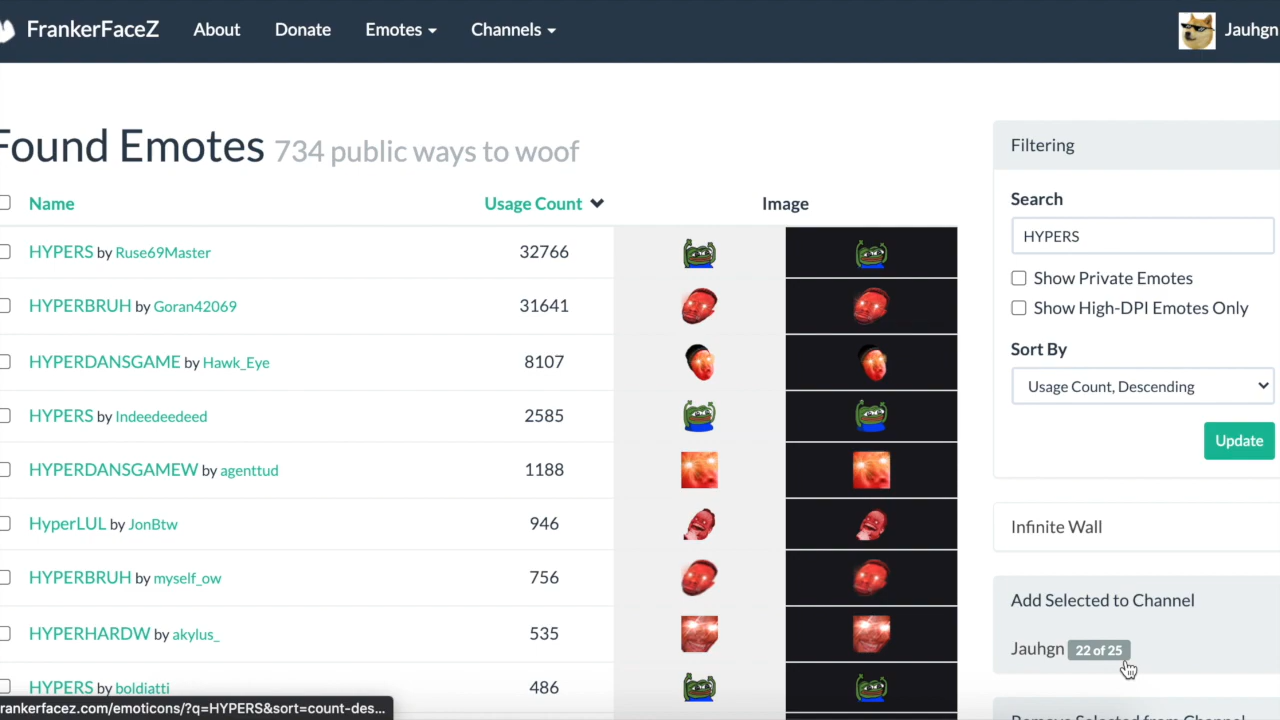 FrankerFaceZ About Donate Emotes Channels Jauhgn
Found Emotes 734 public ways to woof
Name Usage Count Image
HYPERS by Ruse69Master 32766
HYPERBRUH by Goran42069 31641
HYPERDANSGAME by Hawk_Eye 8107
HYPERS by Indeedeedeed 2585
HYPERDANSGAMEW by agenttud 1188
HyperLUL by JonBtw 946
HYPERBRUH by myself_ow 756
HYPERHARDW by akylus_ 535
HYPERS by boldiatti 486
rankerfacez.com/emoticons/?q=HYPERS&sort=count-des...
Filtering
Search
HYPERS
Show Private Emotes
Show High-DPI Emotes Only
Sort By
Usage Count, Descending
Update
Infinite Wall
Add Selected to Channel
Jauhgn 22 of 25
Remove Selected from Channel